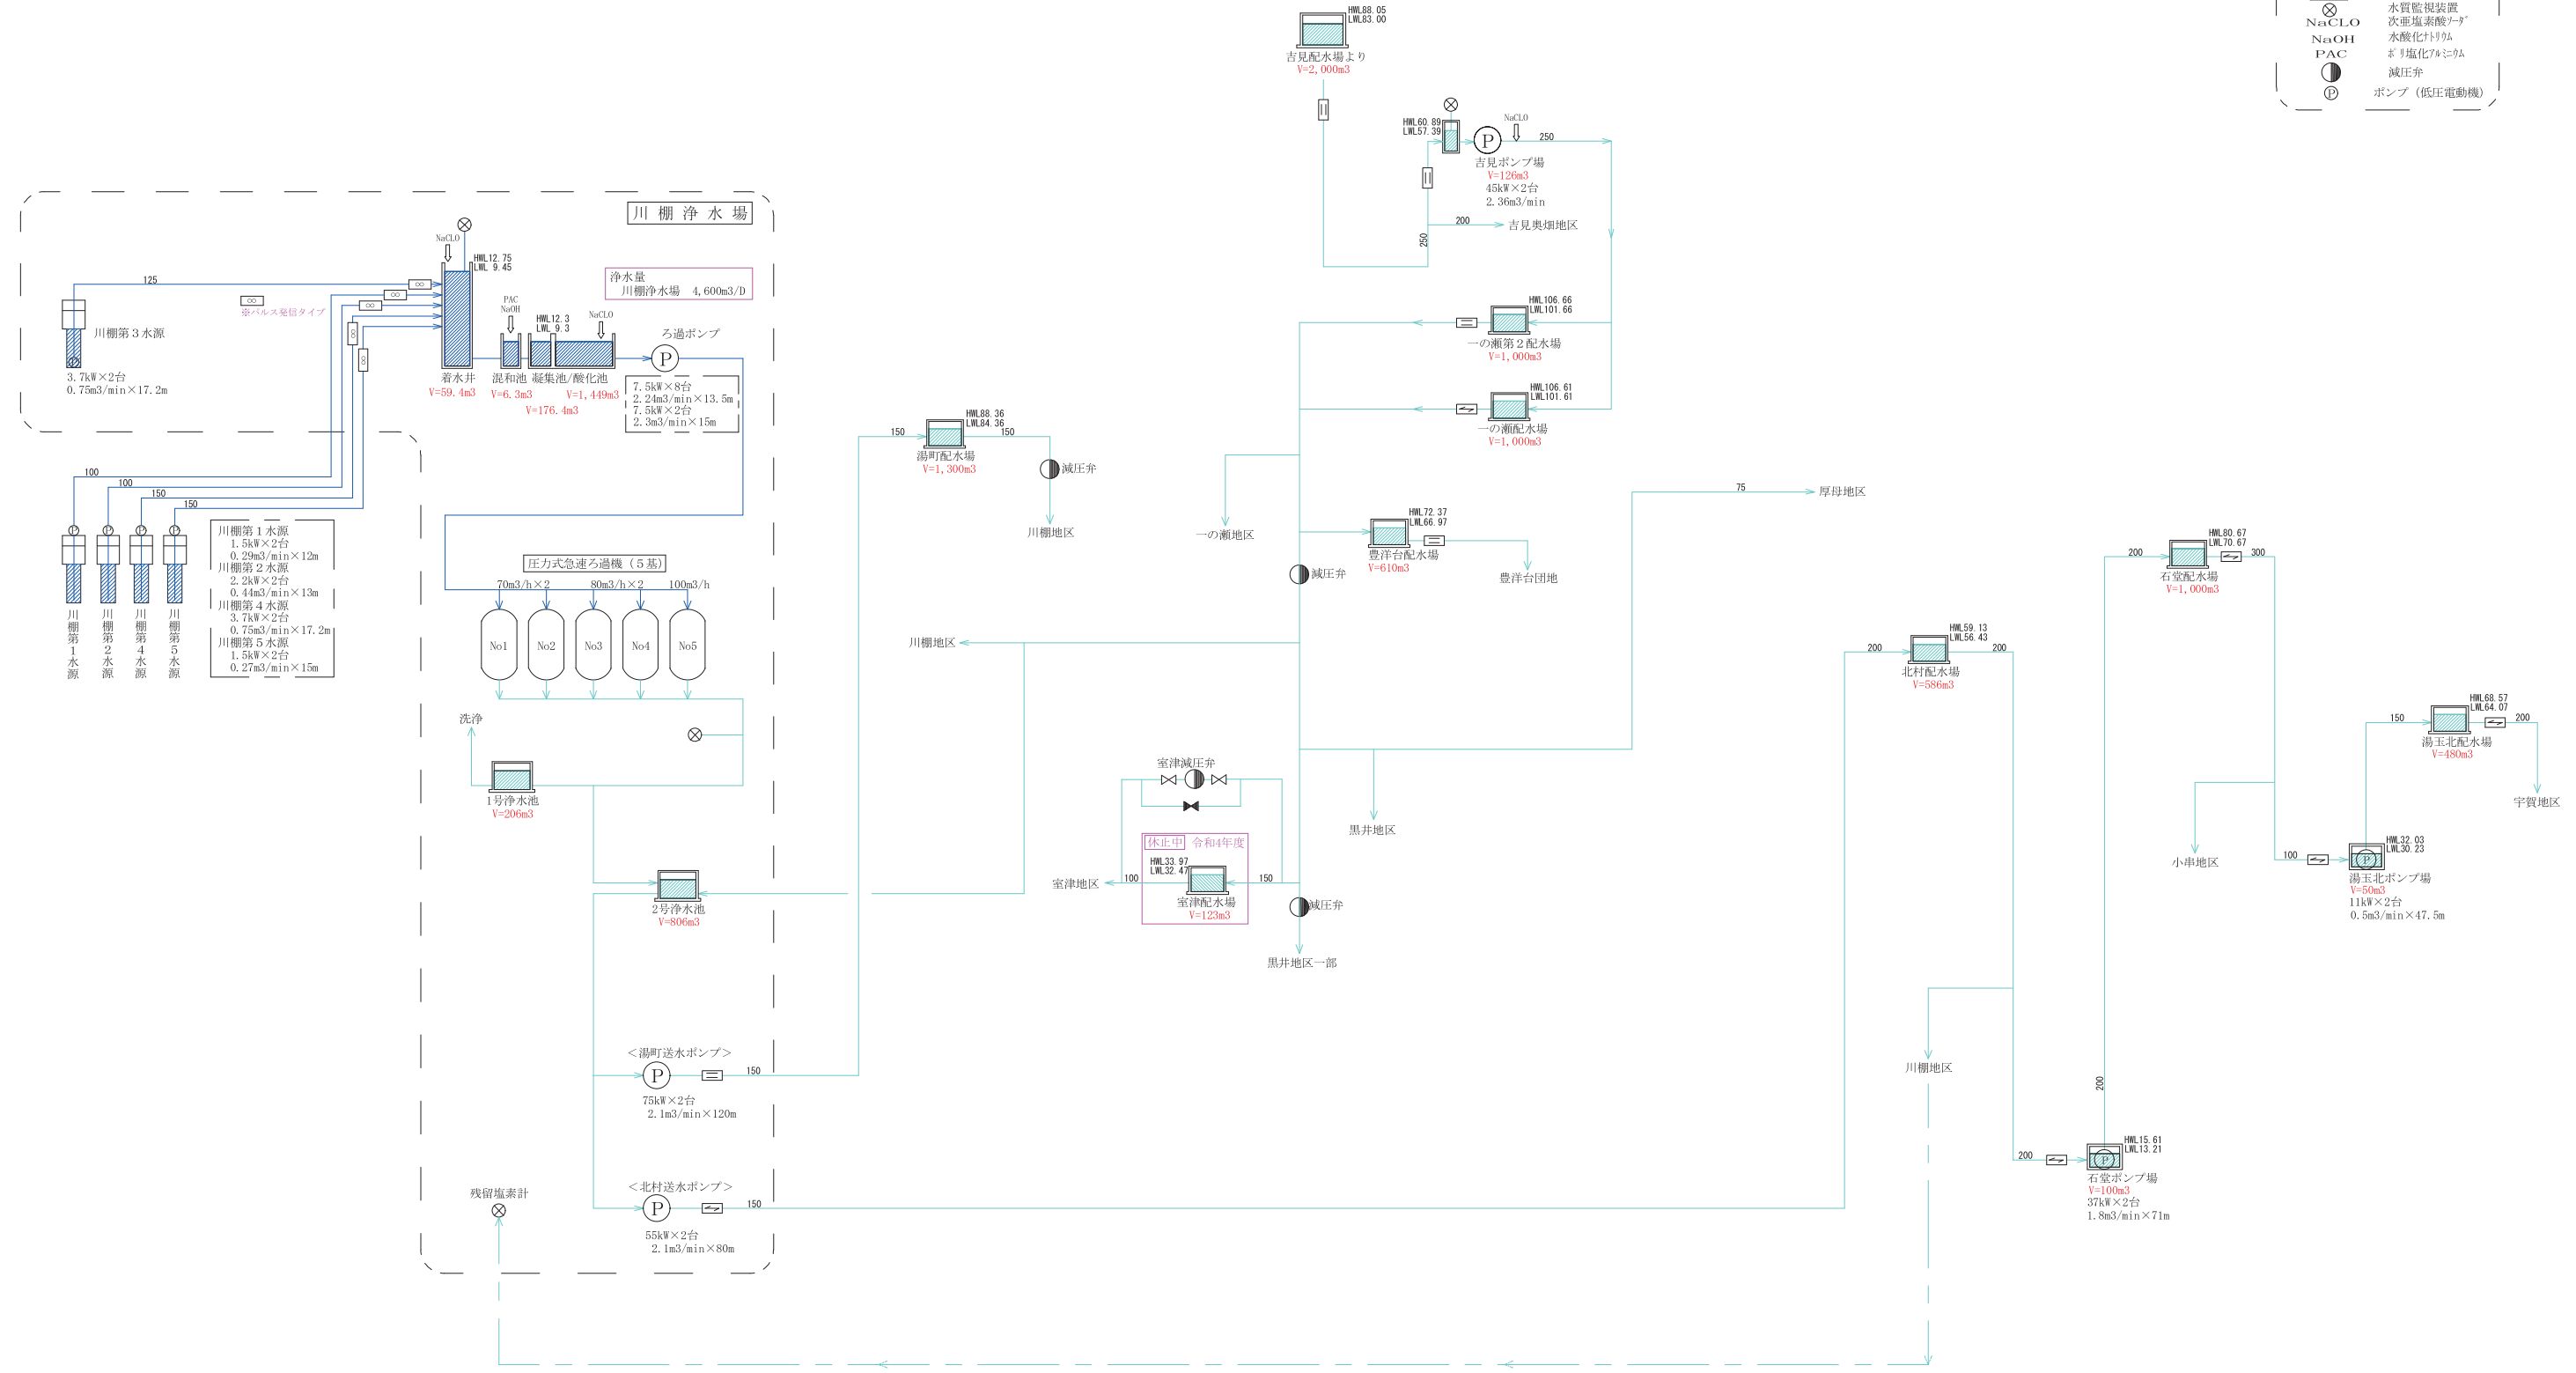 水質監視装置
NaCLO 次亜塩素酸ｿｰﾀﾞ
NaOH 水酸化ﾅﾄﾘｳﾑ
PAC ﾎﾟﾘ塩化ｱﾙﾐﾆｳﾑ
減圧弁
P ポンプ（低圧電動機）
HWL88.05
LWL83.00
吉見配水場より
V=2,000m3
HWL60.89
LWL57.39
P
NaCLO
250
吉見ポンプ場
V=126m3
45kW×2台
2.36m3/min
200
吉見奥畑地区
250
HWL106.66
LWL101.66
一の瀬第２配水場
V=1,000m3
HWL106.61
LWL101.61
一の瀬配水場
V=1,000m3
川棚浄水場
浄水量
川棚浄水場 4,600m3/D
125
∞
※パルス発信タイプ
∞
∞
∞
∞
∞
川棚第３水源
P
3.7kW×2台
0.75m3/min×17.2m
NaCLO
HWL12.75
LWL 9.45
着水井
V=59.4m3
PAC
NaOH
混和池
V=6.3m3
HWL12.3
LWL 9.3
NaCLO
凝集池/酸化池
V=176.4m3
V=1,449m3
ろ過ポンプ
P
7.5kW×8台
2.24m3/min×13.5m
7.5kW×2台
2.3m3/min×15m
100
100
150
150
P
P
P
P
川棚第１水源
川棚第２水源
川棚第４水源
川棚第５水源
川棚第１水源
1.5kW×2台
0.29m3/min×12m
川棚第２水源
2.2kW×2台
0.44m3/min×13m
川棚第４水源
3.7kW×2台
0.75m3/min×17.2m
川棚第５水源
1.5kW×2台
0.27m3/min×15m
圧力式急速ろ過機（５基）
70m3/h×2 80m3/h×2 100m3/h
No1 No2 No3 No4 No5
洗浄
1号浄水池
V=206m3
2号浄水池
V=806m3
＜湯町送水ポンプ＞
P
150
75kW×2台
2.1m3/min×120m
＜北村送水ポンプ＞
P
150
55kW×2台
2.1m3/min×80m
残留塩素計
150
HWL88.36
LWL84.36
150
湯町配水場
V=1,300m3
減圧弁
川棚地区
一の瀬地区
HWL72.37
LWL66.97
豊洋台配水場
V=610m3
豊洋台団地
減圧弁
川棚地区
75
厚母地区
黒井地区
室津減圧弁
休止中 令和4年度
HWL33.97
LWL32.47
室津地区
100
150
室津配水場
V=123m3
減圧弁
黒井地区一部
200
HWL59.13
LWL56.43
200
北村配水場
V=586m3
川棚地区
200
HWL15.61
LWL13.21
P
石堂ポンプ場
V=100m3
37kW×2台
1.8m3/min×71m
200
200
HWL80.67
LWL70.67
300
石堂配水場
V=1,000m3
小串地区
100
HWL32.03
LWL30.23
P
湯玉北ポンプ場
V=50m3
11kW×2台
0.5m3/min×47.5m
150
HWL68.57
LWL64.07
200
湯玉北配水場
V=480m3
宇賀地区